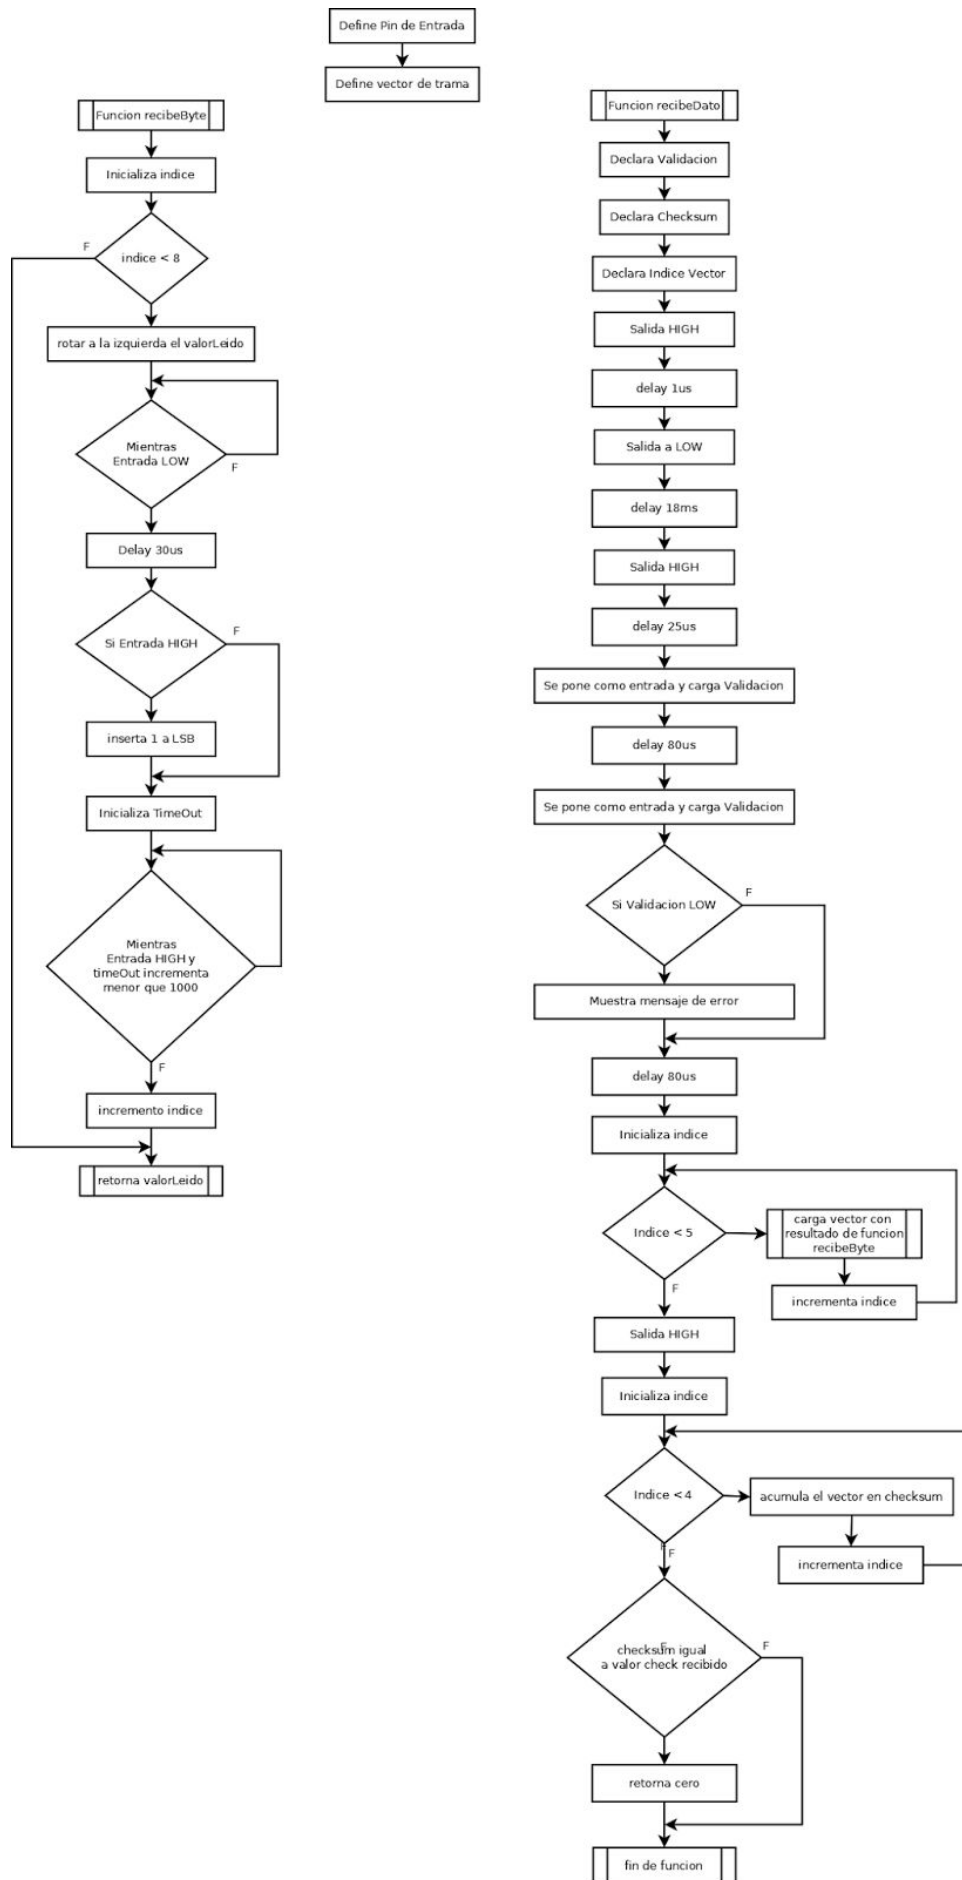 Define Pin de Entrada
Define vector de trama
Funcion recibeByte
Inicializa indice
F
indice < 8
rotar a la izquierda el valorLeido
Mientras
Entrada LOW
F
Delay 30us
F
Si Entrada HIGH
inserta 1 a LSB
Inicializa TimeOut
Mientras
Entrada HIGH y
timeOut incrementa
menor que 1000
F
incremento indice
retorna valorLeido
Funcion recibeDato
Declara Validacion
Declara Checksum
Declara Indice Vector
Salida HIGH
delay 1us
Salida a LOW
delay 18ms
Salida HIGH
delay 25us
Se pone como entrada y carga Validacion
delay 80us
Se pone como entrada y carga Validacion
F
Si Validacion LOW
Muestra mensaje de error
delay 80us
Inicializa indice
Indice < 5
carga vector con
resultado de funcion
recibeByte
F
incrementa indice
Salida HIGH
Inicializa indice
Indice < 4
acumula el vector en checksum
F
F
incrementa indice
F
F
checksum igual
a valor check recibido
retorna cero
fin de funcion